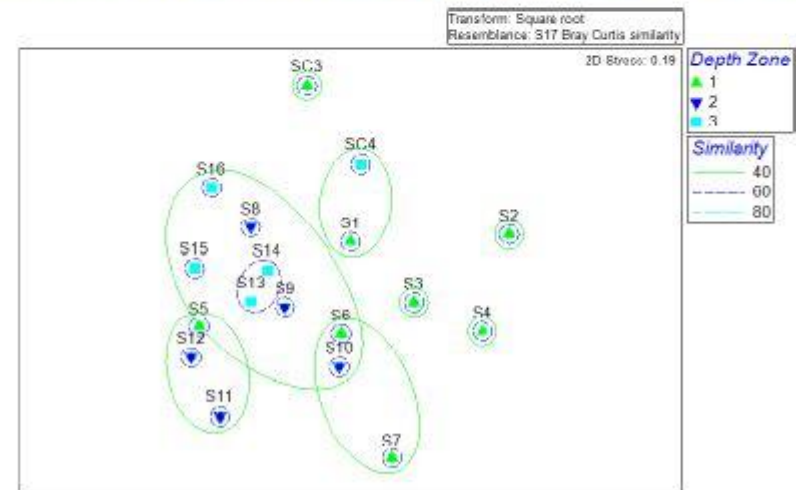 Transform: Square root
Resemblance: S17 Bray Curtis similarity
2D Stress: 0.19
Depth Zone
1
2
3
Similarity
40
60
80
SC3
SC4
S16
S8
S1
S2
S15
S14
S13
S9
S3
S5
S6
S4
S12
S10
S11
S7